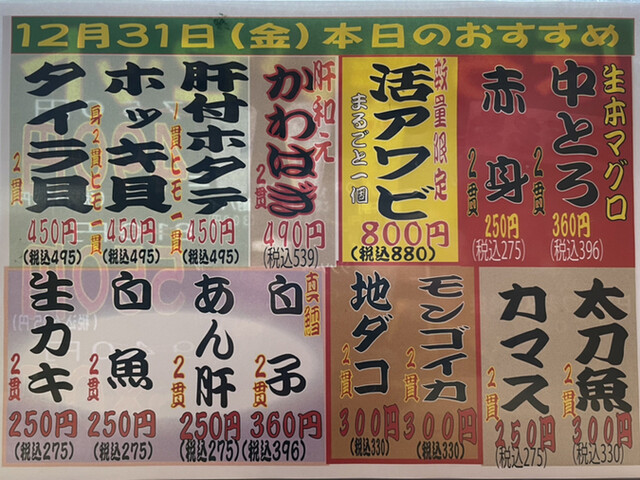 12月31日(金)本日のおすすめ
生本マグロ
中とろ
2貫
360円
(税込396)
赤身
2貫
250円
(税込275)
数量限定
活アワビ
まるごと一個
800円
(税込880)
肝和え
かわはぎ
2貫
490円
(税込539)
肝付ホタテ
1貫ヒモ一貫
450円
(税込495)
ホッキ貝
身2貫ヒモ一貫
450円
(税込495)
タイラ貝
2貫
450円
(税込495)
太刀魚
2貫
300円
(税込330)
カマス
2貫
250円
(税込275)
モンゴイカ
2貫
300円
(税込330)
地ダコ
2貫
300円
(税込330)
真鱈
白子
2貫
360円
(税込396)
あん肝
2貫
250円
(税込275)
白魚
2貫
250円
(税込275)
生カキ
2貫
250円
(税込275)